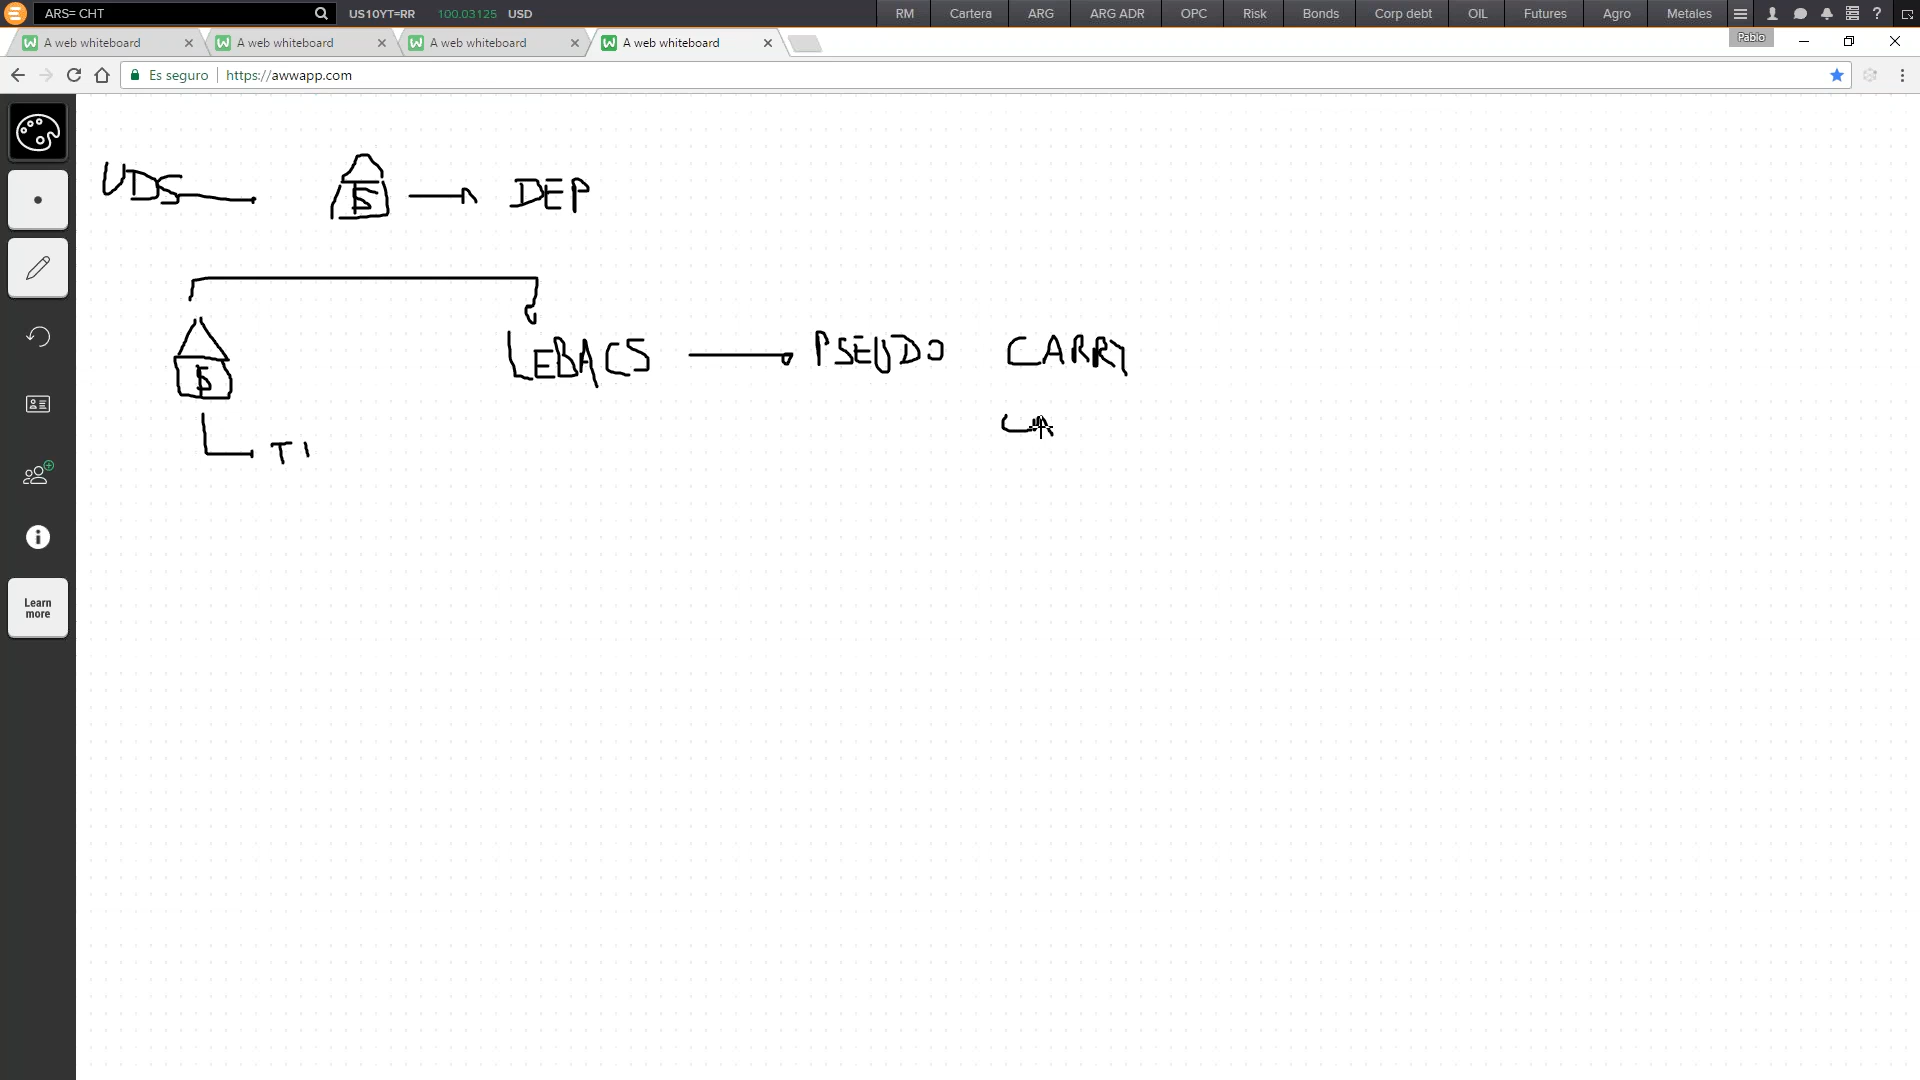 ARS= CHT US10YT=RR 100.03125 USD RM Cartera ARG ARG ADR OPC Risk Bonds Corp debt OIL Futures Agro Metales ?
A web whiteboard A web whiteboard A web whiteboard A web whiteboard Pablo
Es seguro https://awwapp.com
UDS $ DEP
LEBACS PSEUDO CARRY
$
CA
T
Learn
more